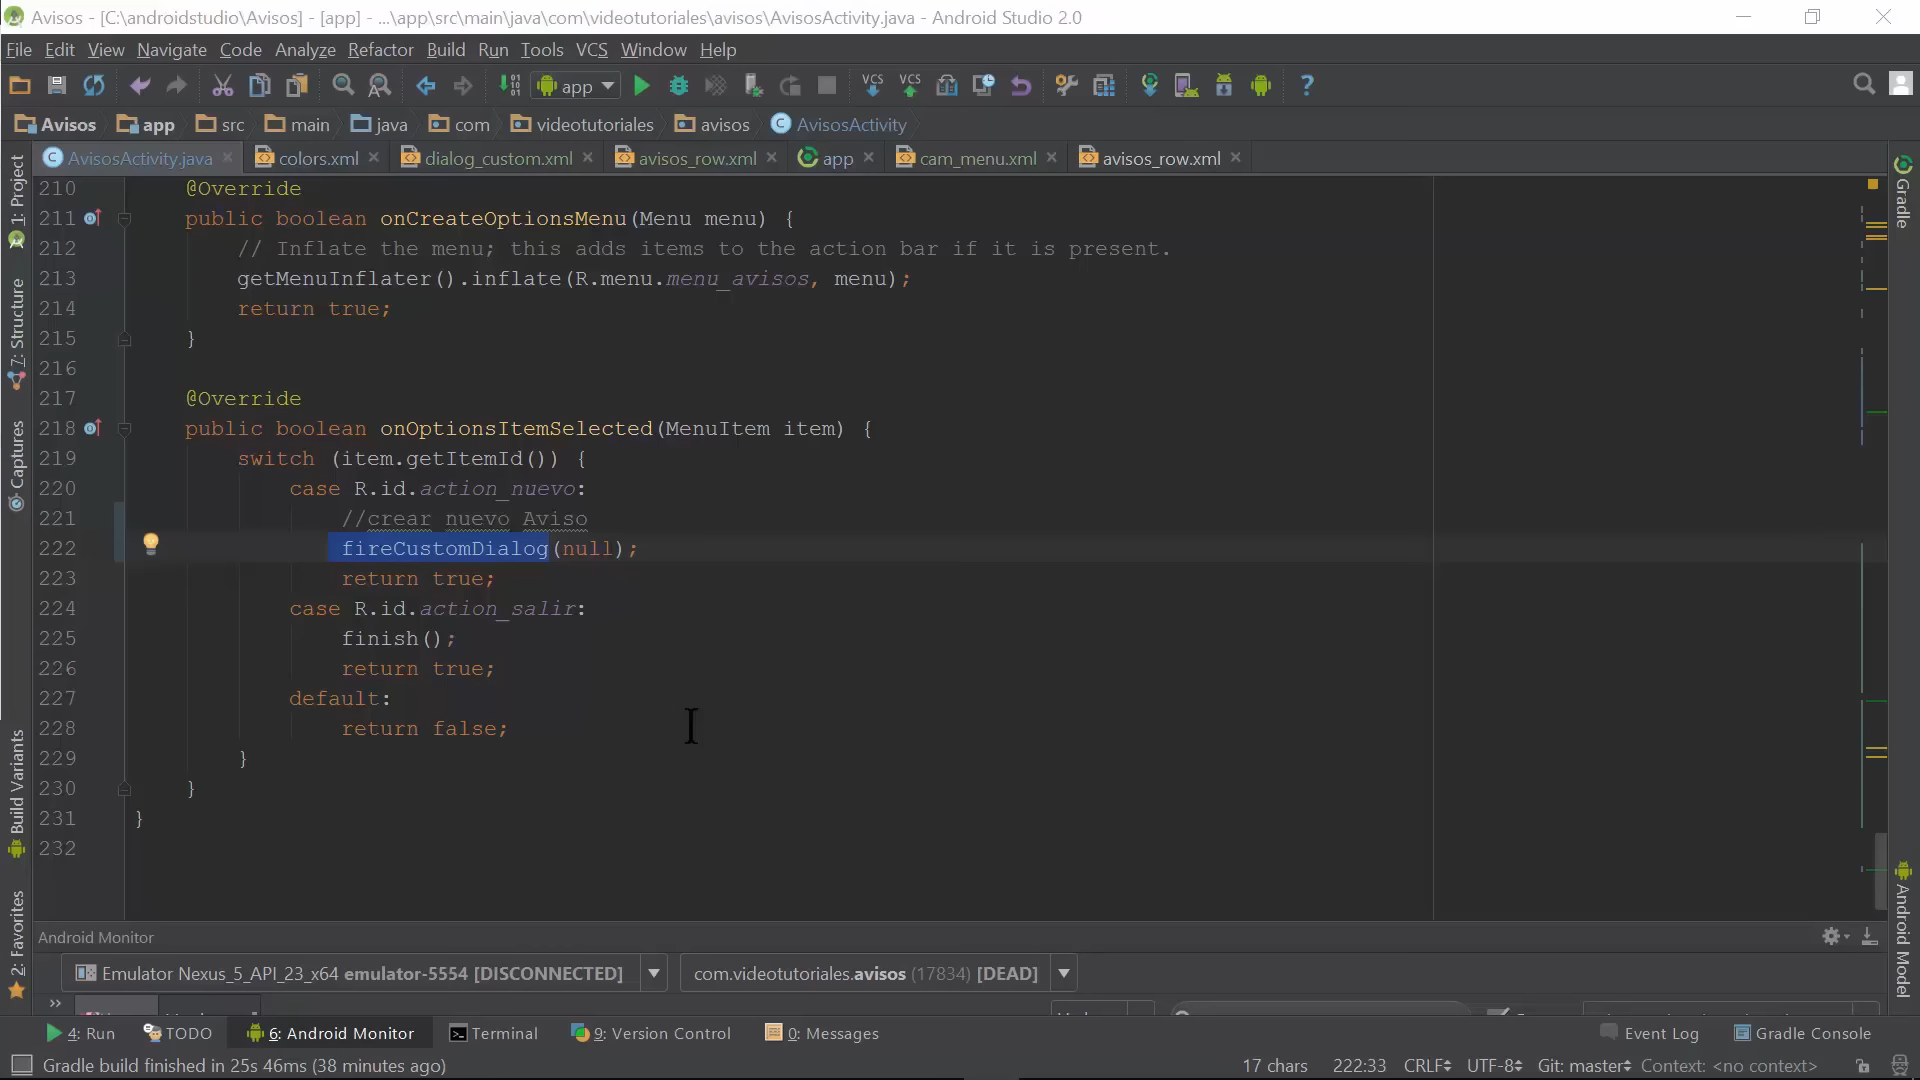 Avisos - [C:\androidstudio\Avisos] - [app] - ...\app\src\main\java\com\videotutoriales\avisos\AvisosActivity.java - Android Studio 2.0
File Edit View Navigate Code Analyze Refactor Build Run Tools VCS Window Help
app VCS VCS ?
Avisos app src main java com videotutoriales avisos AvisosActivity
AvisosActivity.java colors.xml dialog_custom.xml avisos_row.xml app cam_menu.xml avisos_row.xml
1: Project
7: Structure
Captures
Build Variants
2: Favorites
Gradle
Android Model
210 @Override
211 public boolean onCreateOptionsMenu(Menu menu) {
212 // Inflate the menu; this adds items to the action bar if it is present.
213 getMenuInflater().inflate(R.menu.menu_avisos, menu);
214 return true;
215 }
216
217 @Override
218 public boolean onOptionsItemSelected(MenuItem item) {
219 switch (item.getItemId()) {
220 case R.id.action_nuevo:
221 //crear nuevo Aviso
222 fireCustomDialog(null);
223 return true;
224 case R.id.action_salir:
225 finish();
226 return true;
227 default:
228 return false;
229 }
230 }
231 }
232
Android Monitor
Emulator Nexus_5_API_23_x64 emulator-5554 [DISCONNECTED] com.videotutoriales.avisos (17834) [DEAD]
4: Run TODO 6: Android Monitor Terminal 9: Version Control 0: Messages Event Log Gradle Console
Gradle build finished in 25s 46ms (38 minutes ago) 17 chars 222:33 CRLF UTF-8 Git: master Context: <no context>